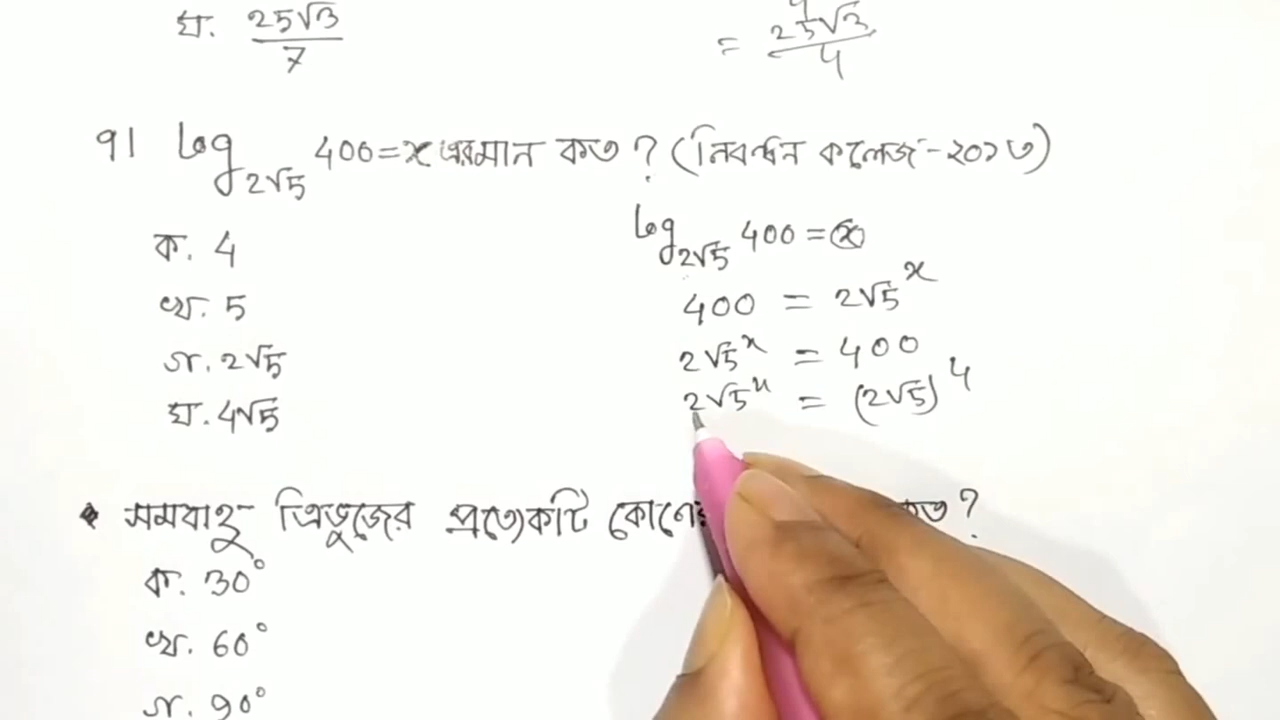 ঘ. 25√3/7
= 25√3/4
9। log_{2√5} 400=x এরমান কত ? (নিবন্ধন কলেজ-২০১৩)
ক. 4
খ. 5
গ. 2√5
ঘ. 4√5
log_{2√5} 400=x
400 = 2√5^x
2√5^x = 400
2√5^x = (2√5)^4
সমবাহু ত্রিভুজের প্রত্যেকটি কত ?
ক. 30°
খ. 60°
গ. 90°